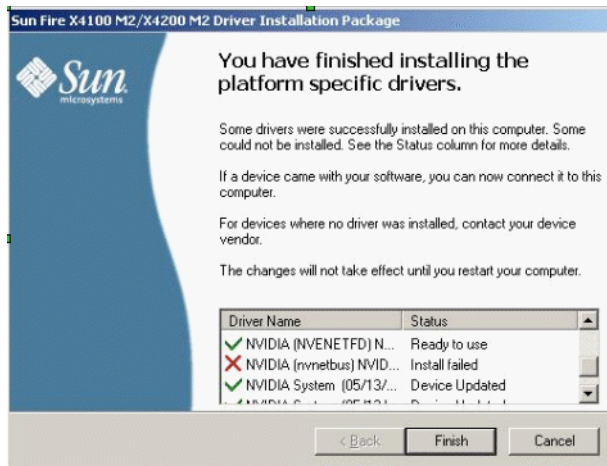 Sun Fire X4100 M2/X4200 M2 Driver Installation Package
Sun
microsystems
You have finished installing the
platform specific drivers.
Some drivers were successfully installed on this computer. Some
could not be installed. See the Status column for more details.
If a device came with your software, you can now connect it to this
computer.
For devices where no driver was installed, contact your device
vendor.
The changes will not take effect until you restart your computer.
Driver Name Status
NVIDIA (NVENETFD) N... Ready to use
NVIDIA (nvnetbus) NVID... Install failed
NVIDIA System (05/13/... Device Updated
< Back Finish Cancel